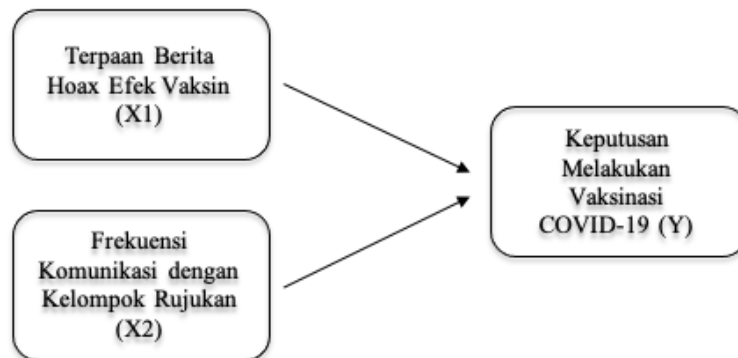 Terpaan Berita
Hoax Efek Vaksin
(X1)
Keputusan
Melakukan
Vaksinasi
COVID-19 (Y)
Frekuensi
Komunikasi dengan
Kelompok Rujukan
(X2)